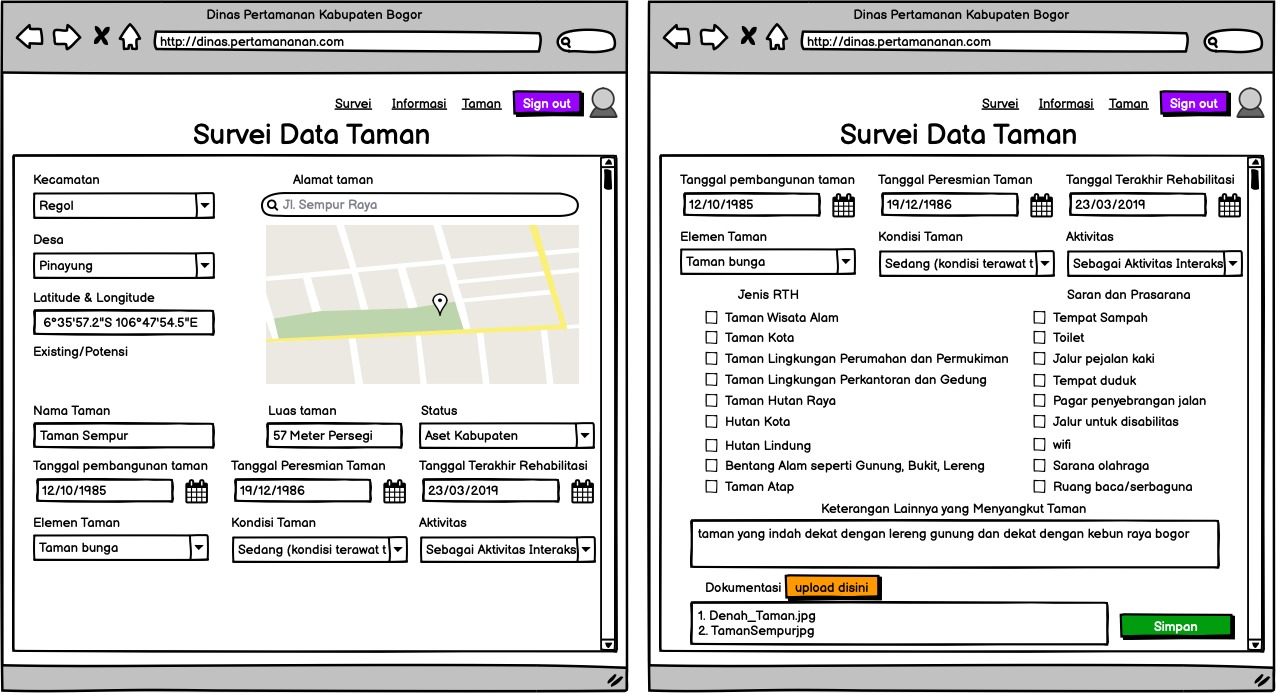 Dinas Pertamanan Kabupaten Bogor
http://dinas.pertamananan.com
Survei Informasi Taman Sign out
Survei Data Taman
Kecamatan Alamat taman
Regol Jl. Sempur Raya
Desa
Pinayung
Latitude & Longitude
6°35'57.2"S 106°47'54.5"E
Existing/Potensi
Nama Taman Luas taman Status
Taman Sempur 57 Meter Persegi Aset Kabupaten
Tanggal pembangunan taman Tanggal Peresmian Taman Tanggal Terakhir Rehabilitasi
12/10/1985 19/12/1986 23/03/2019
Elemen Taman Kondisi Taman Aktivitas
Taman bunga Sedang (kondisi terawat t Sebagai Aktivitas Interaks
Dinas Pertamanan Kabupaten Bogor
http://dinas.pertamananan.com
Survei Informasi Taman Sign out
Survei Data Taman
Tanggal pembangunan taman Tanggal Peresmian Taman Tanggal Terakhir Rehabilitasi
12/10/1985 19/12/1986 23/03/2019
Elemen Taman Kondisi Taman Aktivitas
Taman bunga Sedang (kondisi terawat t Sebagai Aktivitas Interaks
Jenis RTH Saran dan Prasarana
Taman Wisata Alam Tempat Sampah
Taman Kota Toilet
Taman Lingkungan Perumahan dan Permukiman Jalur pejalan kaki
Taman Lingkungan Perkantoran dan Gedung Tempat duduk
Taman Hutan Raya Pagar penyebrangan jalan
Hutan Kota Jalur untuk disabilitas
Hutan Lindung wifi
Bentang Alam seperti Gunung, Bukit, Lereng Sarana olahraga
Taman Atap Ruang baca/serbaguna
Keterangan Lainnya yang Menyangkut Taman
taman yang indah dekat dengan lereng gunung dan dekat dengan kebun raya bogor
Dokumentasi upload disini
1. Denah_Taman.jpg
2. TamanSempurjpg
Simpan